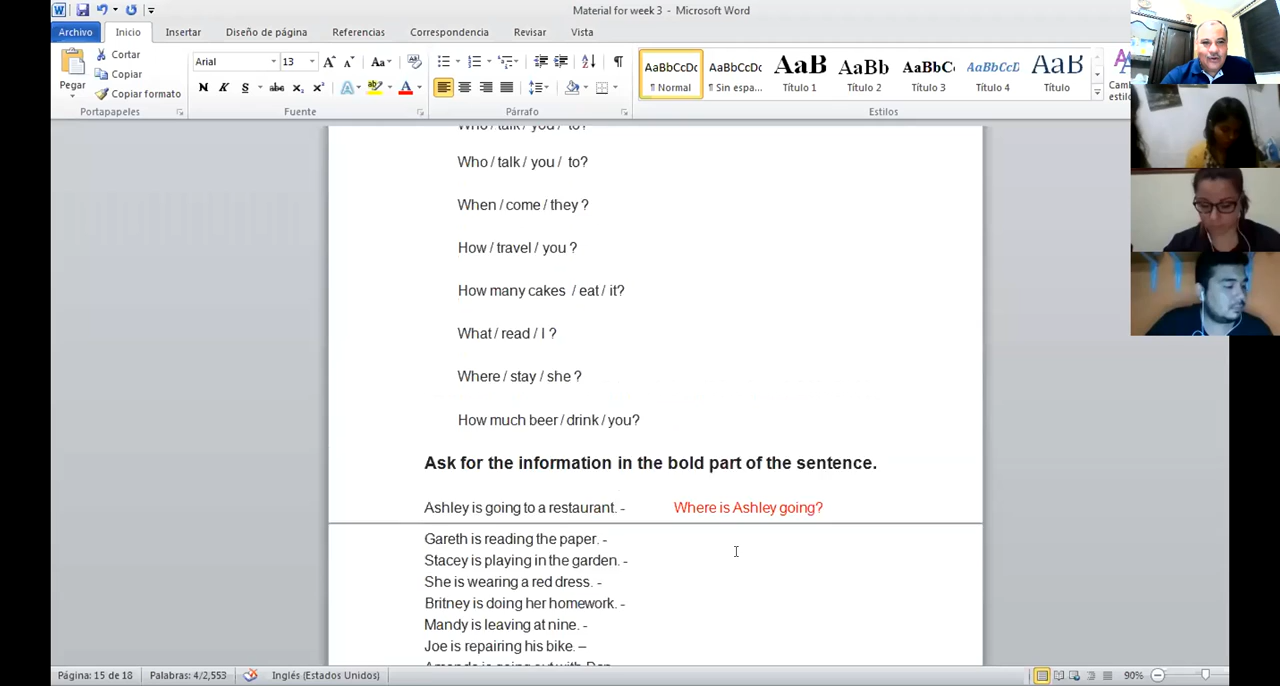 Material for week 3 - Microsoft Word
Archivo Inicio Insertar Diseño de página Referencias Correspondencia Revisar Vista
Pegar
Cortar
Copiar
Copiar formato
Portapapeles
Arial 13
Fuente
Párrafo
AaBbCcDc AaBbCcDc AaB AaBb AaBbC AaBbCcD AaB
¶ Normal ¶ Sin espa... Título 1 Título 2 Título 3 Título 4 Título
Estilos
Who / talk / you / to?
Who / talk / you / to?
When / come / they ?
How / travel / you ?
How many cakes / eat / it?
What / read / I ?
Where / stay / she ?
How much beer / drink / you?
Ask for the information in the bold part of the sentence.
Ashley is going to a restaurant. - Where is Ashley going?
Gareth is reading the paper. -
Stacey is playing in the garden. -
She is wearing a red dress. -
Britney is doing her homework. -
Mandy is leaving at nine. -
Joe is repairing his bike. –
Página: 15 de 18 Palabras: 4/2,553 Inglés (Estados Unidos) 90%